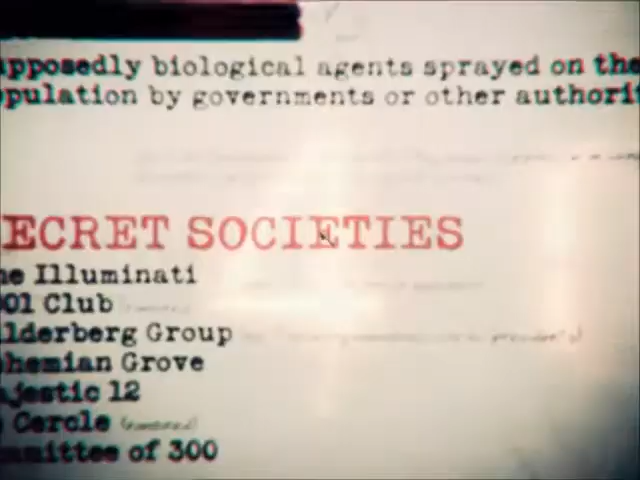 pposedly biological agents sprayed on the
pulation by governments or other authorit
ECRET SOCIETIES
e Illuminati
01 Club
lderberg Group
hemian Grove
ajestic 12
Cercle
mmittee of 300